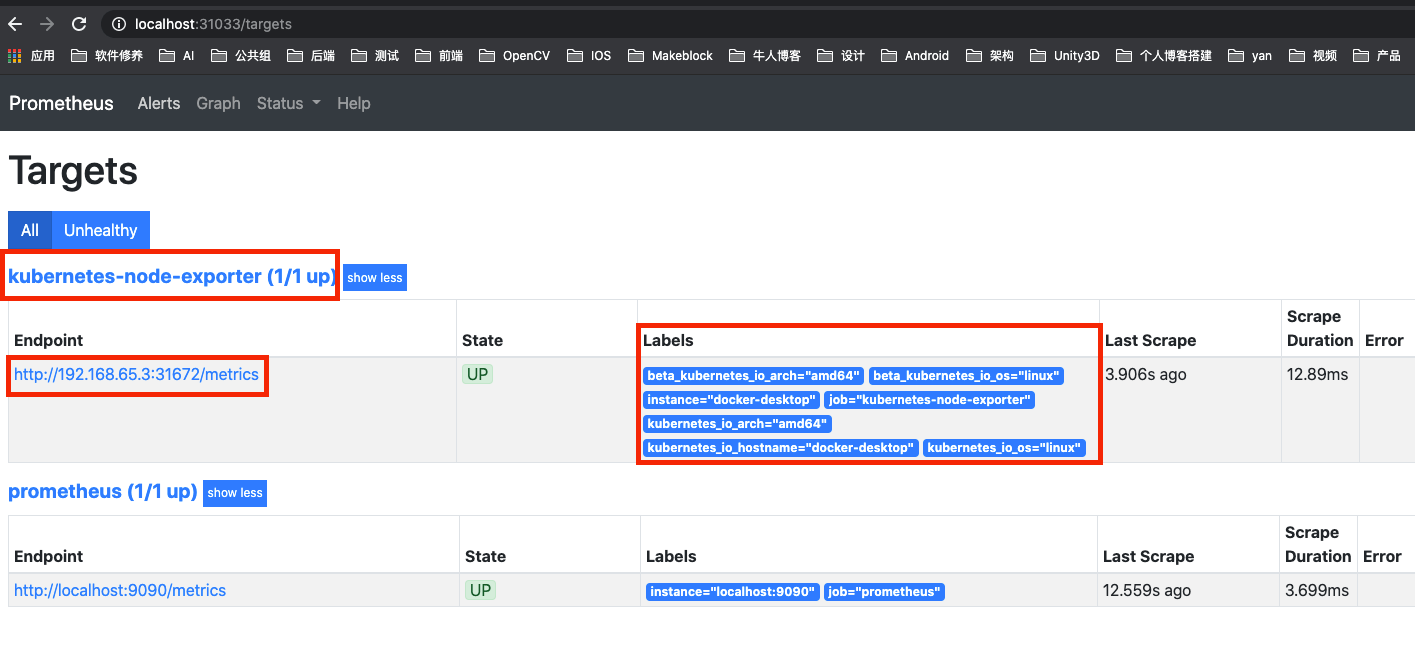 localhost:31033/targets
应用 软件修养 AI 公共组 后端 测试 前端 OpenCV IOS Makeblock 牛人博客 设计 Android 架构 Unity3D 个人博客搭建 yan 视频 产品
Prometheus Alerts Graph Status Help
Targets
All Unhealthy
kubernetes-node-exporter (1/1 up) show less
Endpoint State Labels Last Scrape Scrape Duration Error
http://192.168.65.3:31672/metrics UP beta_kubernetes_io_arch="amd64" beta_kubernetes_io_os="linux" 3.906s ago 12.89ms
instance="docker-desktop" job="kubernetes-node-exporter"
kubernetes_io_arch="amd64"
kubernetes_io_hostname="docker-desktop" kubernetes_io_os="linux"
prometheus (1/1 up) show less
Endpoint State Labels Last Scrape Scrape Duration Error
http://localhost:9090/metrics UP instance="localhost:9090" job="prometheus" 12.559s ago 3.699ms